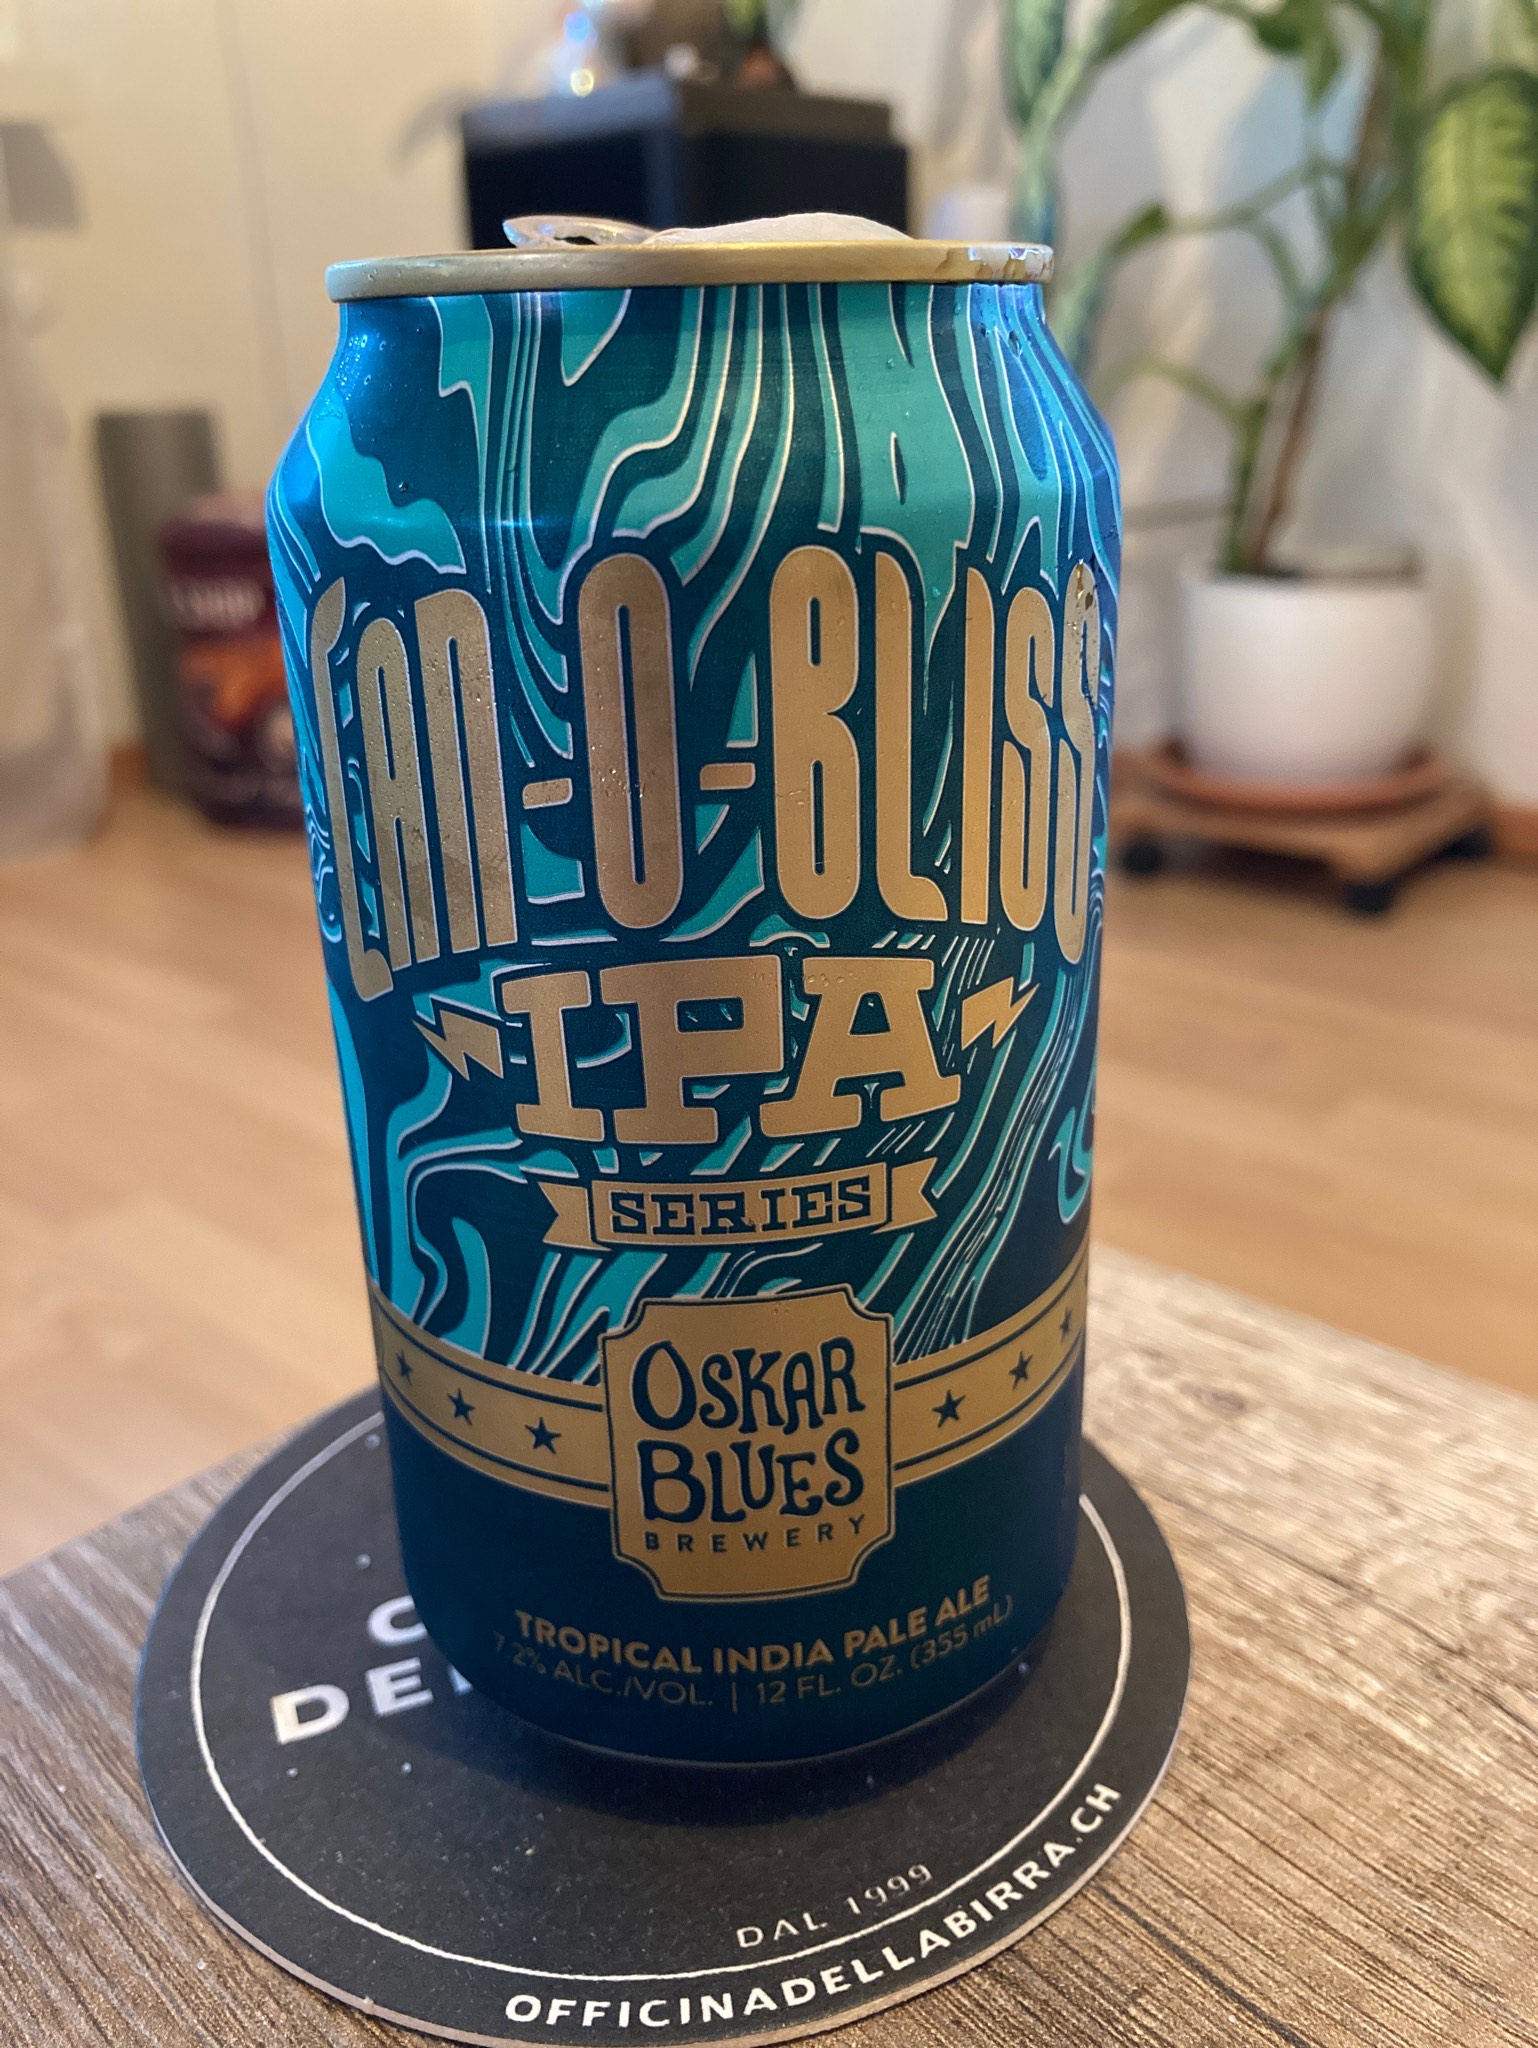 CAN-O-BLISS
IPA
SERIES
OSKAR
BLUES
BREWERY
TROPICAL INDIA PALE ALE
7.2% ALC./VOL. | 12 FL. OZ. (355 mL)
DAL 1999
OFFICINADELLABIRRA.CH